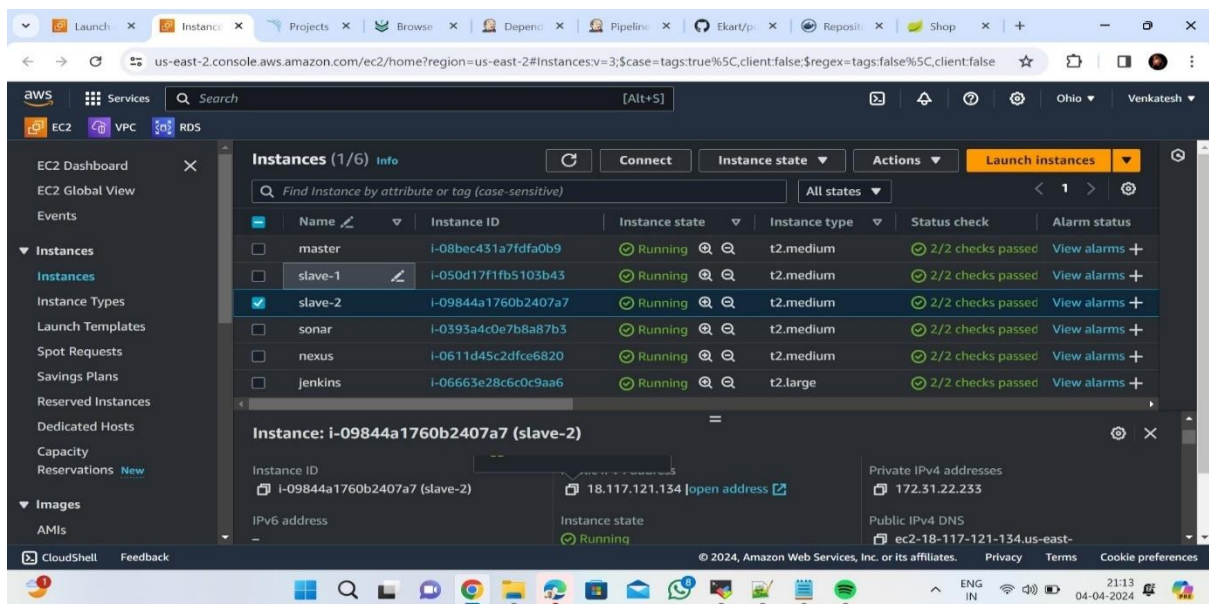 Launch
Instance
Projects
Browse
Depend
Pipeline
Ekart/p
Reposit
Shop
us-east-2.console.aws.amazon.com/ec2/home?region=us-east-2#Instances:v=3;$case=tags:true%5C,client:false;$regex=tags:false%5C,client:false
aws Services Search [Alt+S] Ohio Venkatesh
EC2 VPC RDS
EC2 Dashboard
EC2 Global View
Events
Instances
Instances
Instance Types
Launch Templates
Spot Requests
Savings Plans
Reserved Instances
Dedicated Hosts
Capacity
Reservations New
Images
AMIs
Instances (1/6) Info Connect Instance state Actions Launch instances
Find Instance by attribute or tag (case-sensitive) All states < 1 >
Name Instance ID Instance state Instance type Status check Alarm status
master i-08bec431a7fdfa0b9 Running t2.medium 2/2 checks passed View alarms +
slave-1 i-050d17f1fb5103b43 Running t2.medium 2/2 checks passed View alarms +
slave-2 i-09844a1760b2407a7 Running t2.medium 2/2 checks passed View alarms +
sonar i-0393a4c0e7b8a87b3 Running t2.medium 2/2 checks passed View alarms +
nexus i-0611d45c2dfce6820 Running t2.medium 2/2 checks passed View alarms +
jenkins i-06663e28c6c0c9aa6 Running t2.large 2/2 checks passed View alarms +
Instance: i-09844a1760b2407a7 (slave-2)
Instance ID
i-09844a1760b2407a7 (slave-2)
18.117.121.134 |open address
Private IPv4 addresses
172.31.22.233
IPv6 address
–
Instance state
Running
Public IPv4 DNS
ec2-18-117-121-134.us-east-
CloudShell Feedback © 2024, Amazon Web Services, Inc. or its affiliates. Privacy Terms Cookie preferences
ENG
IN
21:13
04-04-2024
PRE